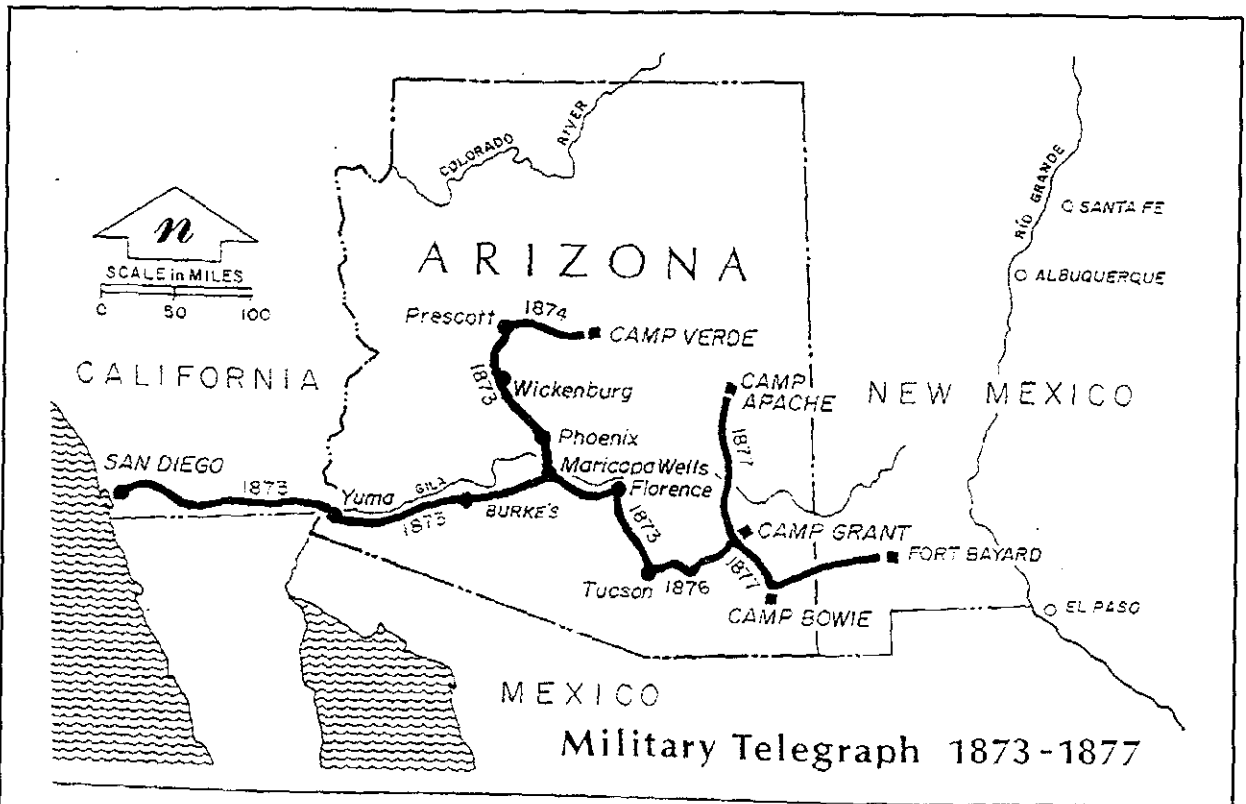 COLORADO
RIVER
RIO GRANDE
n
SANTA FE
SCALE in MILES
0 50 100
ARIZONA
ALBUQUERQUE
Prescott
1874
CAMP VERDE
CALIFORNIA
1873
Wickenburg
CAMP
APACHE
NEW MEXICO
Phoenix
1877
SAN DIEGO
1873
Yuma
GILA
Maricopa Wells
Florence
1873
BURKE'S
1873
CAMP GRANT
1877
FORT BAYARD
Tucson
1876
CAMP BOWIE
EL PASO
MEXICO
Military Telegraph 1873-1877